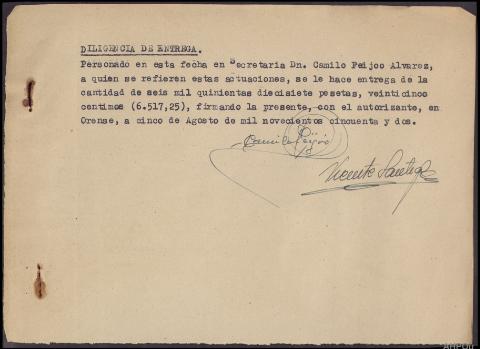 DILIGENCIA DE ENTREGA.
Personado en esta fecha en Secretaria Dn. Camilo Feijoo Alvarez,
a quien se refieren estas actuaciones, se le hace entrega de la
cantidad de seis mil quinientas diecisiete pesetas, veinticinco
centimos (6.517,25), firmando la presente, con el autorizante, en
Orense, a cinco de Agosto de mil novecientos cincuenta y dos.
Camilo Feijóo
Vicente Santiago